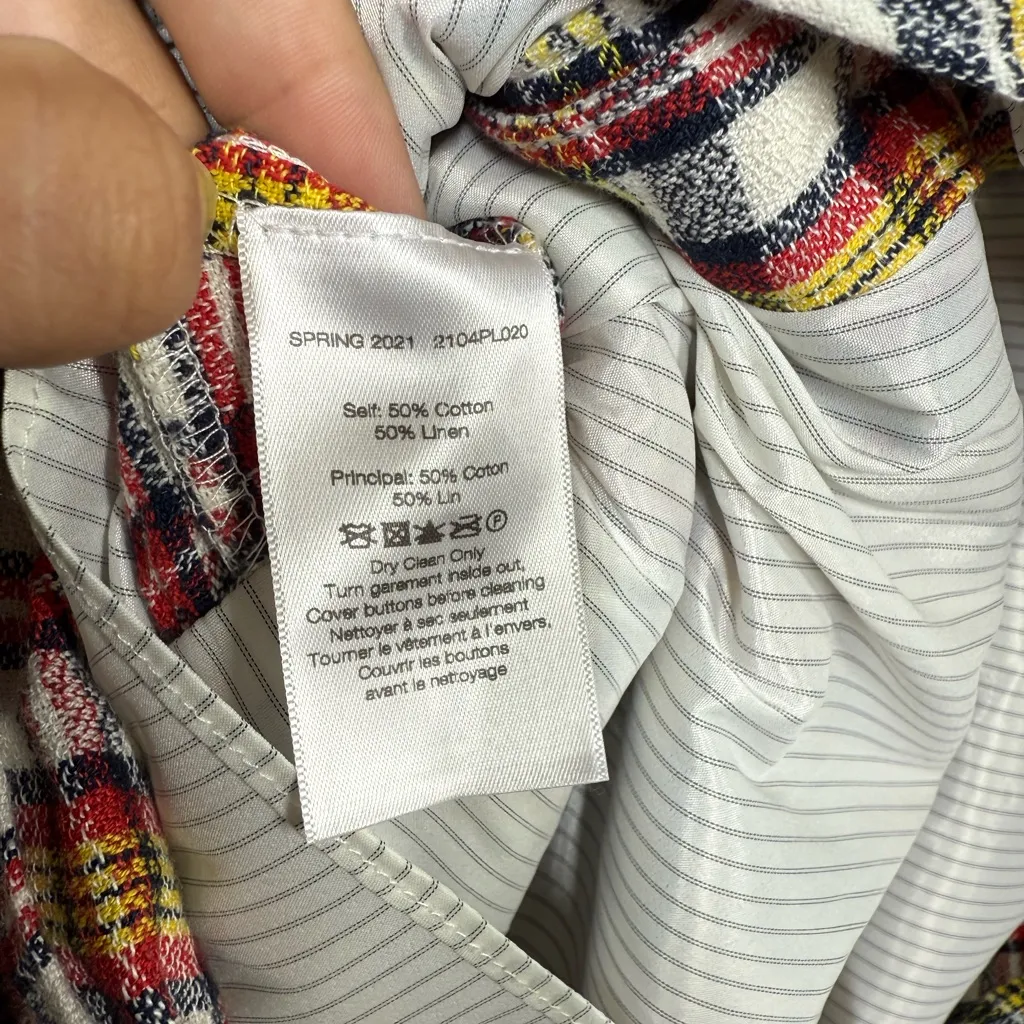 SPRING 2021 2104PL020
Self: 50% Cotton
50% Linen
Principal: 50% Coton
50% Lin
P
Dry Clean Only
Turn garement inside out,
Cover buttons before cleaning
Nettoyer à sec seulement
Tourner le vêtement à l'envers,
Couvrir les boutons
avant le nettoyage